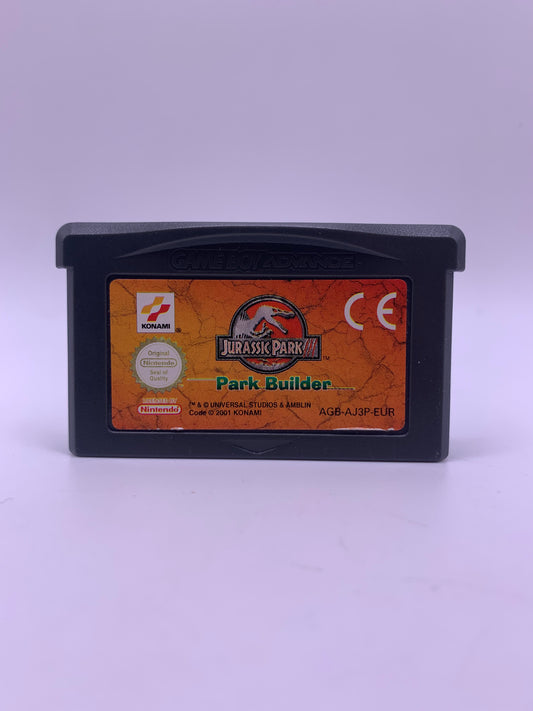 GAME BOY ADVANCE
KONAMI
JURASSIC PARK III
TM
Original
Nintendo
Seal of
Quality
Park Builder
LICENSED BY
Nintendo
™ & © UNIVERSAL STUDIOS & AMBLIN
Code © 2001 KONAMI
AGB-AJ3P-EUR
CE